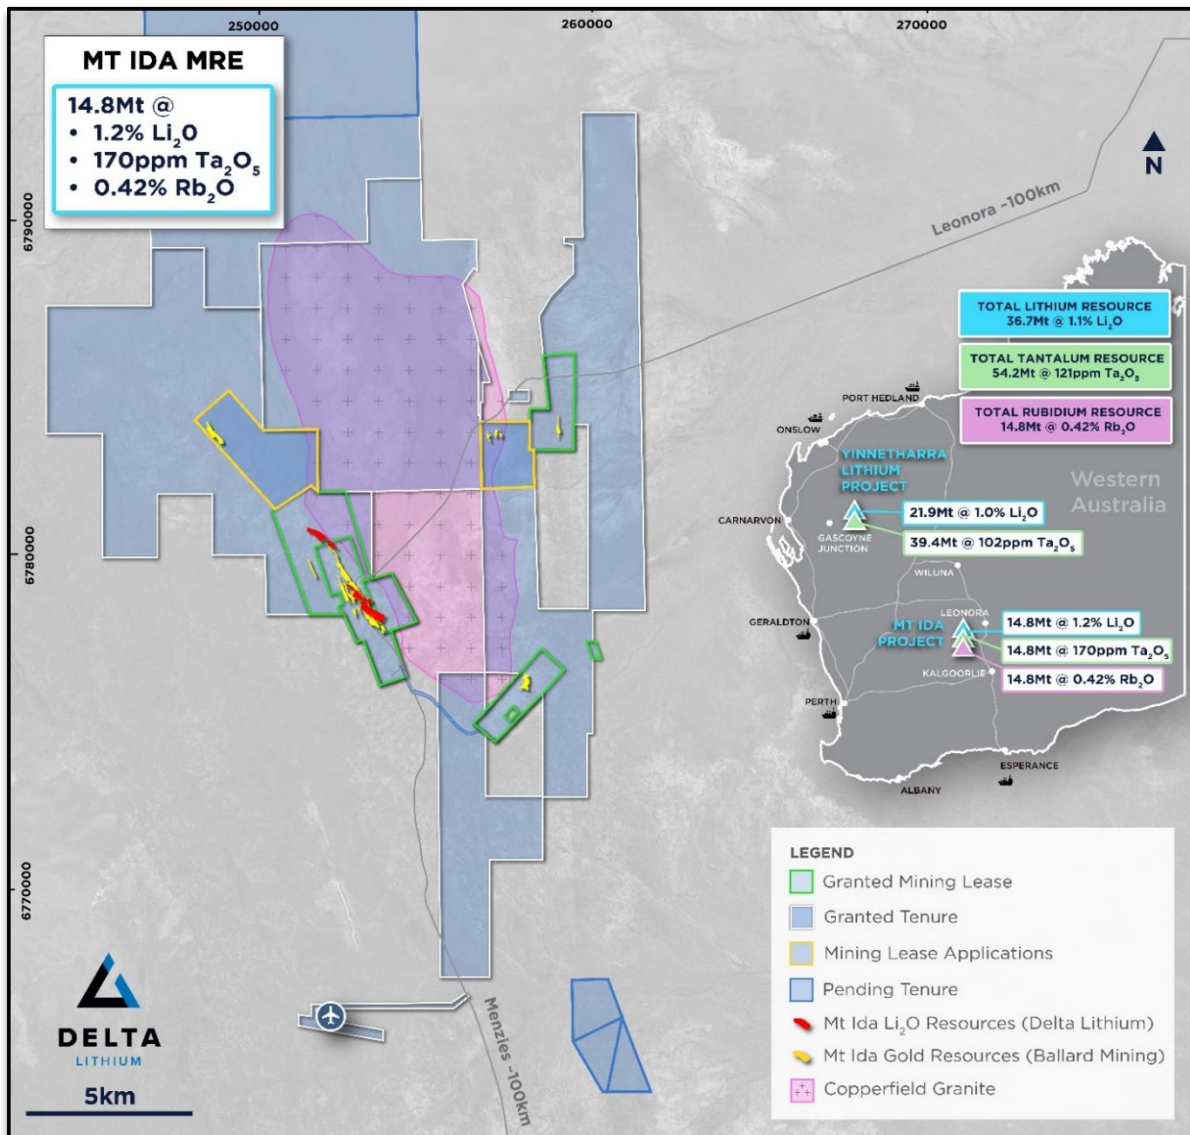 250000
260000
270000
MT IDA MRE
14.8Mt @
• 1.2% Li₂O
• 170ppm Ta₂O₅
• 0.42% Rb₂O
N
6790000
6780000
6770000
Leonora ~100km
Menzies ~100km
TOTAL LITHIUM RESOURCE
36.7Mt @ 1.1% Li₂O
TOTAL TANTALUM RESOURCE
54.2Mt @ 121ppm Ta₂O₅
TOTAL RUBIDIUM RESOURCE
14.8Mt @ 0.42% Rb₂O
PORT HEDLAND
ONSLOW
YINNETHARRA
LITHIUM
PROJECT
Western
Australia
21.9Mt @ 1.0% Li₂O
CARNARVON
GASCOYNE
JUNCTION
39.4Mt @ 102ppm Ta₂O₅
WILUNA
LEONORA
GERALDTON
MT IDA
PROJECT
14.8Mt @ 1.2% Li₂O
14.8Mt @ 170ppm Ta₂O₅
KALGOORLIE
14.8Mt @ 0.42% Rb₂O
PERTH
ESPERANCE
ALBANY
LEGEND
Granted Mining Lease
Granted Tenure
Mining Lease Applications
Pending Tenure
Mt Ida Li₂O Resources (Delta Lithium)
Mt Ida Gold Resources (Ballard Mining)
Copperfield Granite
DELTA
LITHIUM
5km